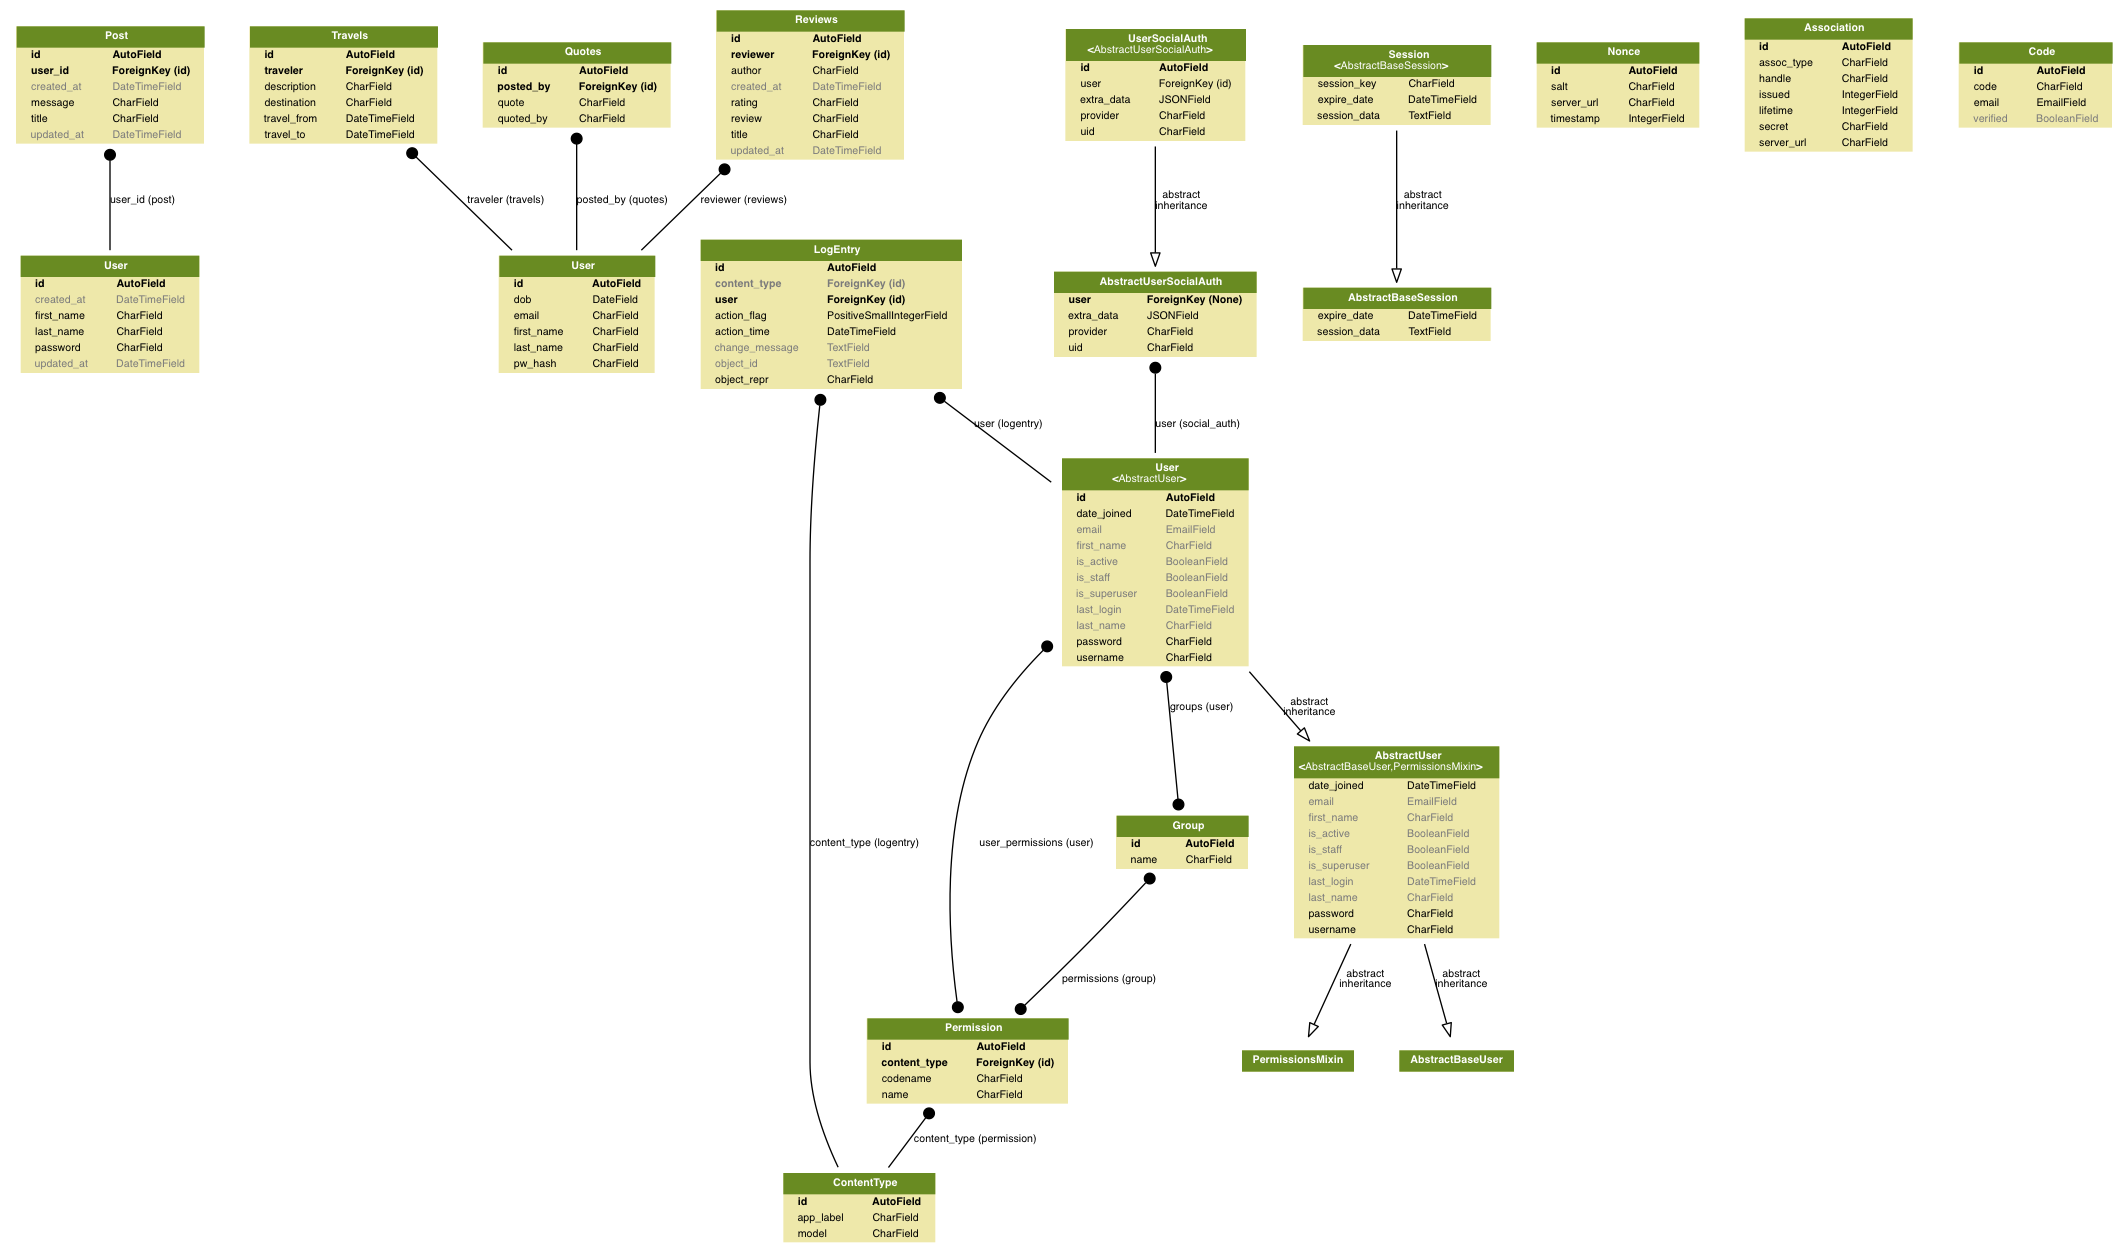 Post
id AutoField
user_id ForeignKey (id)
created_at DateTimeField
message CharField
title CharField
updated_at DateTimeField
Travels
id AutoField
traveler ForeignKey (id)
description CharField
destination CharField
travel_from DateTimeField
travel_to DateTimeField
Quotes
id AutoField
posted_by ForeignKey (id)
quote CharField
quoted_by CharField
Reviews
id AutoField
reviewer ForeignKey (id)
author CharField
created_at DateTimeField
rating CharField
review CharField
title CharField
updated_at DateTimeField
UserSocialAuth
<AbstractUserSocialAuth>
id AutoField
user ForeignKey (id)
extra_data JSONField
provider CharField
uid CharField
Session
<AbstractBaseSession>
session_key CharField
expire_date DateTimeField
session_data TextField
Nonce
id AutoField
salt CharField
server_url CharField
timestamp IntegerField
Association
id AutoField
assoc_type CharField
handle CharField
issued IntegerField
lifetime IntegerField
secret CharField
server_url CharField
Code
id AutoField
code CharField
email EmailField
verified BooleanField
user_id (post)
traveler (travels)
posted_by (quotes)
reviewer (reviews)
abstract
inheritance
abstract
inheritance
User
id AutoField
created_at DateTimeField
first_name CharField
last_name CharField
password CharField
updated_at DateTimeField
User
id AutoField
dob DateField
email CharField
first_name CharField
last_name CharField
pw_hash CharField
LogEntry
id AutoField
content_type ForeignKey (id)
user ForeignKey (id)
action_flag PositiveSmallIntegerField
action_time DateTimeField
change_message TextField
object_id TextField
object_repr CharField
AbstractUserSocialAuth
user ForeignKey (None)
extra_data JSONField
provider CharField
uid CharField
AbstractBaseSession
expire_date DateTimeField
session_data TextField
user (logentry)
user (social_auth)
User
<AbstractUser>
id AutoField
date_joined DateTimeField
email EmailField
first_name CharField
is_active BooleanField
is_staff BooleanField
is_superuser BooleanField
last_login DateTimeField
last_name CharField
password CharField
username CharField
groups (user)
abstract
inheritance
AbstractUser
<AbstractBaseUser,PermissionsMixin>
date_joined DateTimeField
email EmailField
first_name CharField
is_active BooleanField
is_staff BooleanField
is_superuser BooleanField
last_login DateTimeField
last_name CharField
password CharField
username CharField
content_type (logentry)
user_permissions (user)
Group
id AutoField
name CharField
permissions (group)
abstract
inheritance
abstract
inheritance
Permission
id AutoField
content_type ForeignKey (id)
codename CharField
name CharField
PermissionsMixin
AbstractBaseUser
content_type (permission)
ContentType
id AutoField
app_label CharField
model CharField